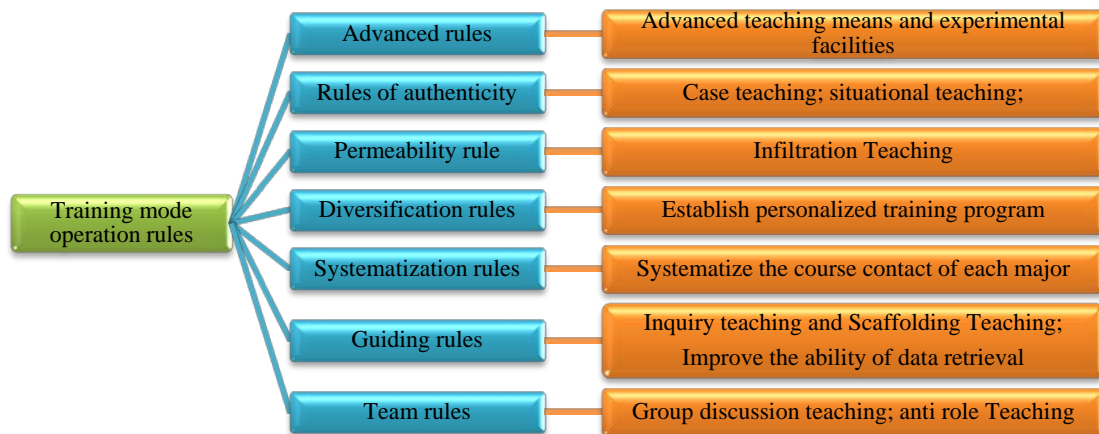 Advanced rules
Advanced teaching means and experimental
facilities
Rules of authenticity
Case teaching; situational teaching;
Permeability rule
Infiltration Teaching
Training mode
operation rules
Diversification rules
Establish personalized training program
Systematization rules
Systematize the course contact of each major
Guiding rules
Inquiry teaching and Scaffolding Teaching;
Improve the ability of data retrieval
Team rules
Group discussion teaching; anti role Teaching